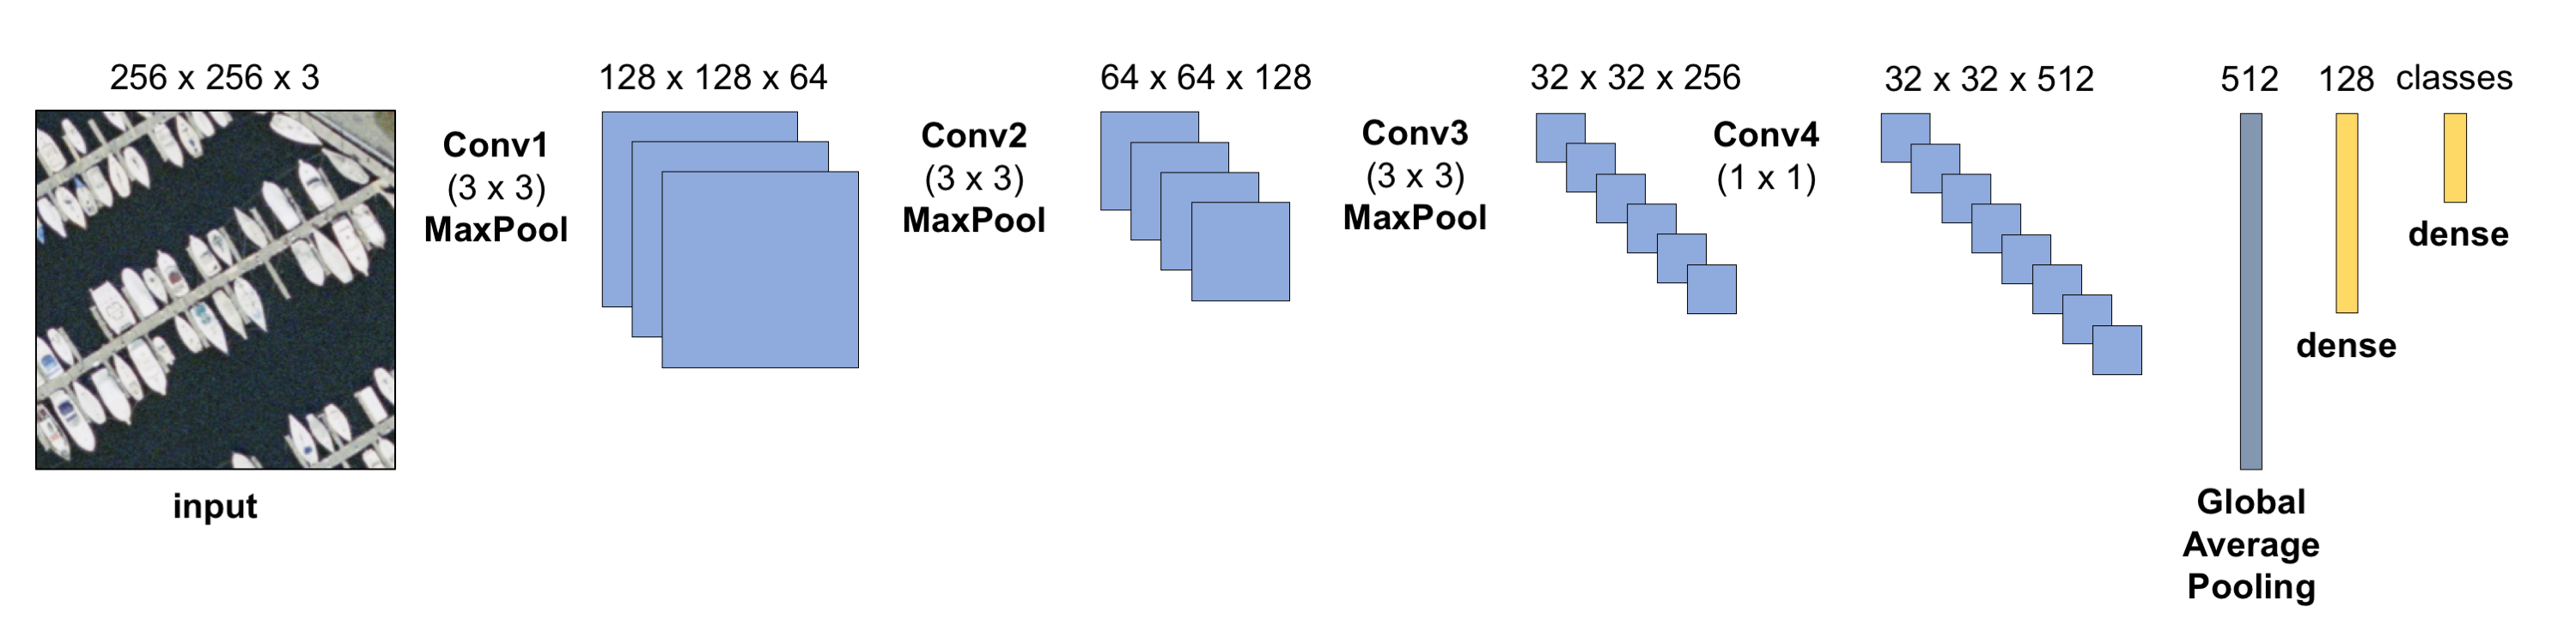 256 x 256 x 3
input
Conv1
(3 x 3)
MaxPool
128 x 128 x 64
Conv2
(3 x 3)
MaxPool
64 x 64 x 128
Conv3
(3 x 3)
MaxPool
32 x 32 x 256
Conv4
(1 x 1)
32 x 32 x 512
512
Global
Average
Pooling
128
dense
classes
dense